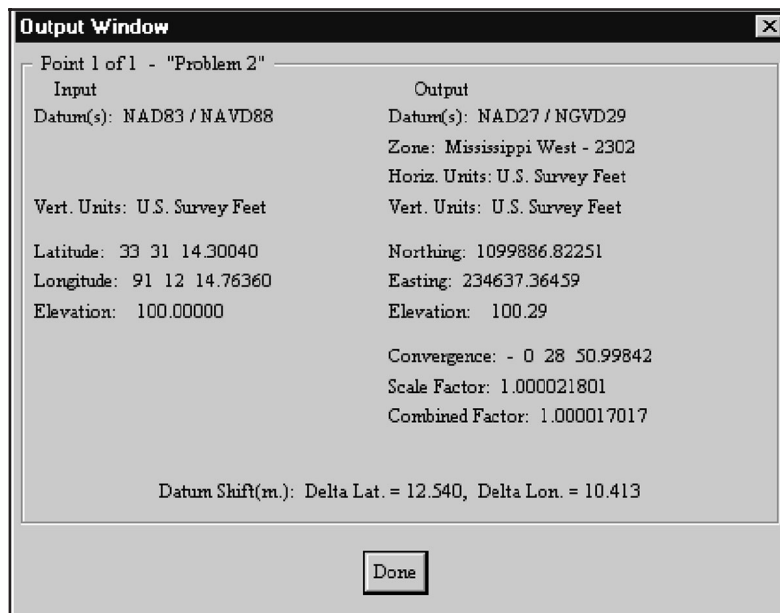 Output Window
Point 1 of 1 - "Problem 2"
Input
Datum(s): NAD83 / NAVD88
Vert. Units: U.S. Survey Feet
Latitude: 33 31 14.30040
Longitude: 91 12 14.76360
Elevation: 100.00000
Output
Datum(s): NAD27 / NGVD29
Zone: Mississippi West - 2302
Horiz. Units: U.S. Survey Feet
Vert. Units: U.S. Survey Feet
Northing: 1099886.82251
Easting: 234637.36459
Elevation: 100.29
Convergence: - 0 28 50.99842
Scale Factor: 1.000021801
Combined Factor: 1.000017017
Datum Shift(m.): Delta Lat. = 12.540, Delta Lon. = 10.413
Done